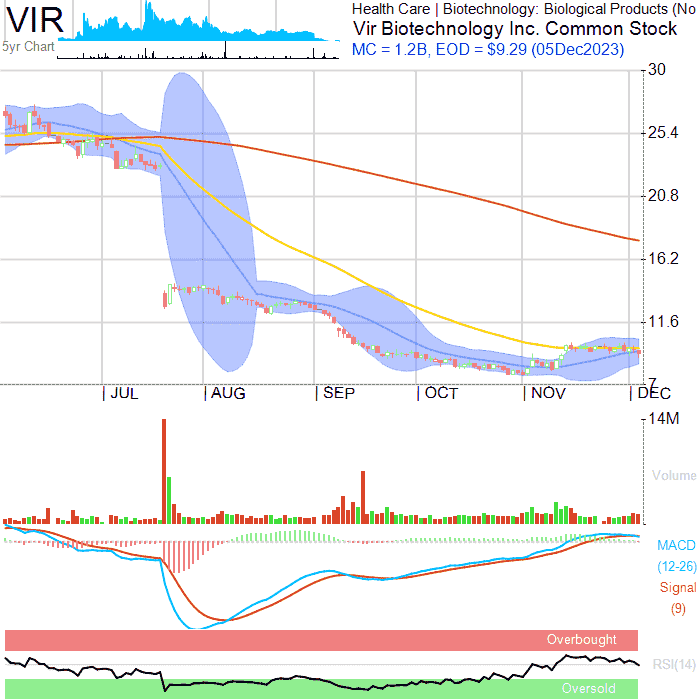 VIR
5yr Chart
Health Care | Biotechnology: Biological Products (No
Vir Biotechnology Inc. Common Stock
MC = 1.2B, EOD = $9.29 (05Dec2023)
30
25.4
20.8
16.2
11.6
7
JUL AUG SEP OCT NOV DEC
14M
Volume
MACD
(12-26)
Signal
(9)
Overbought
RSI(14)
Oversold